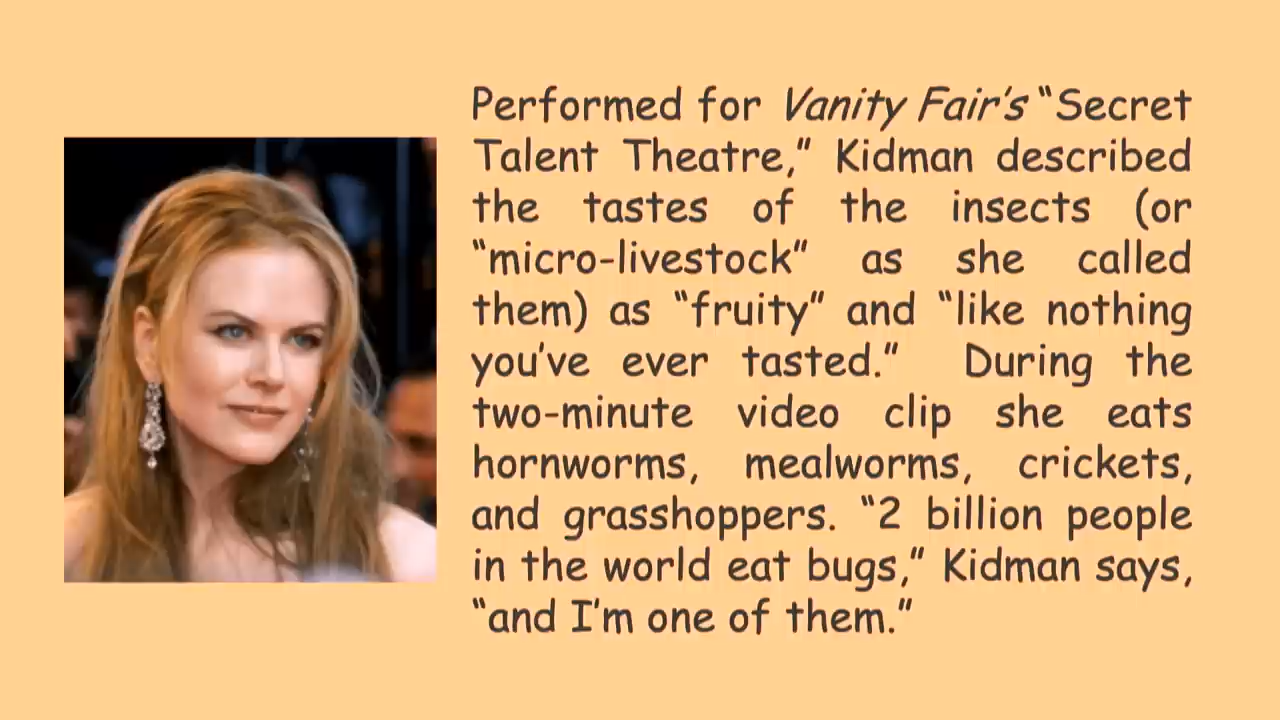 Performed for Vanity Fair’s “Secret
Talent Theatre,” Kidman described
the tastes of the insects (or
“micro-livestock” as she called
them) as “fruity” and “like nothing
you’ve ever tasted.” During the
two-minute video clip she eats
hornworms, mealworms, crickets,
and grasshoppers. “2 billion people
in the world eat bugs,” Kidman says,
“and I’m one of them.”